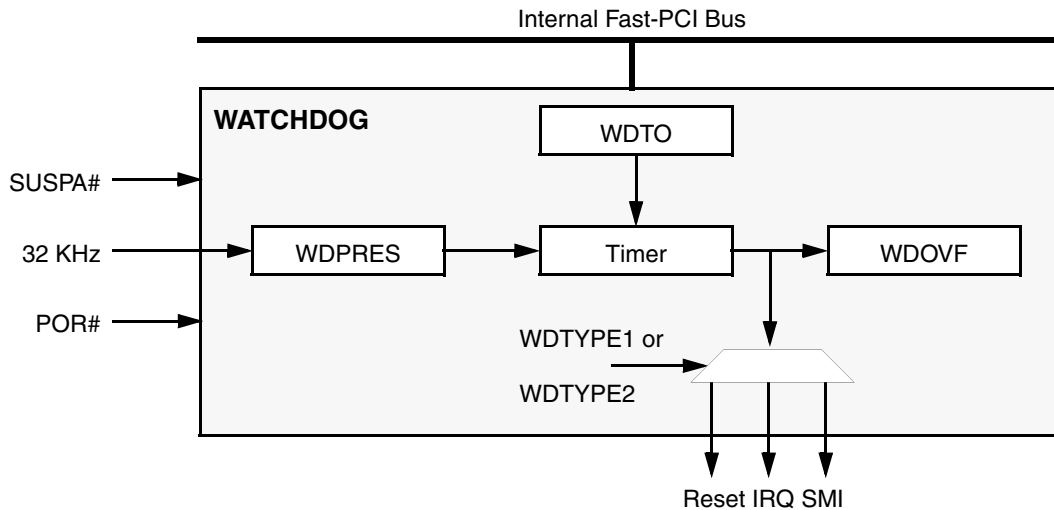 Internal Fast-PCI Bus
WATCHDOG
WDTO
SUSPA#
32 KHz
WDPRES
Timer
WDOVF
POR#
WDTYPE1 or
WDTYPE2
Reset IRQ SMI